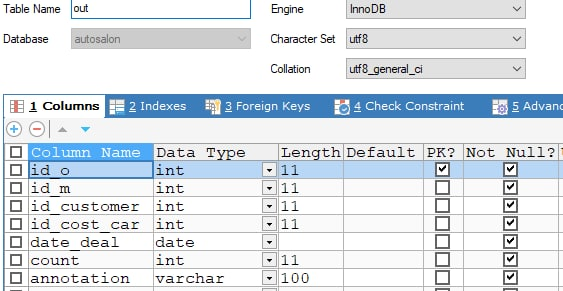 Table Name out Engine InnoDB
Database autosalon Character Set utf8
Collation utf8_general_ci
1 Columns 2 Indexes 3 Foreign Keys 4 Check Constraint 5 Advanc
Column Name Data Type Length Default PK? Not Null?
id_o int 11
id_m int 11
id_customer int 11
id_cost_car int 11
date_deal date
count int 11
annotation varchar 100